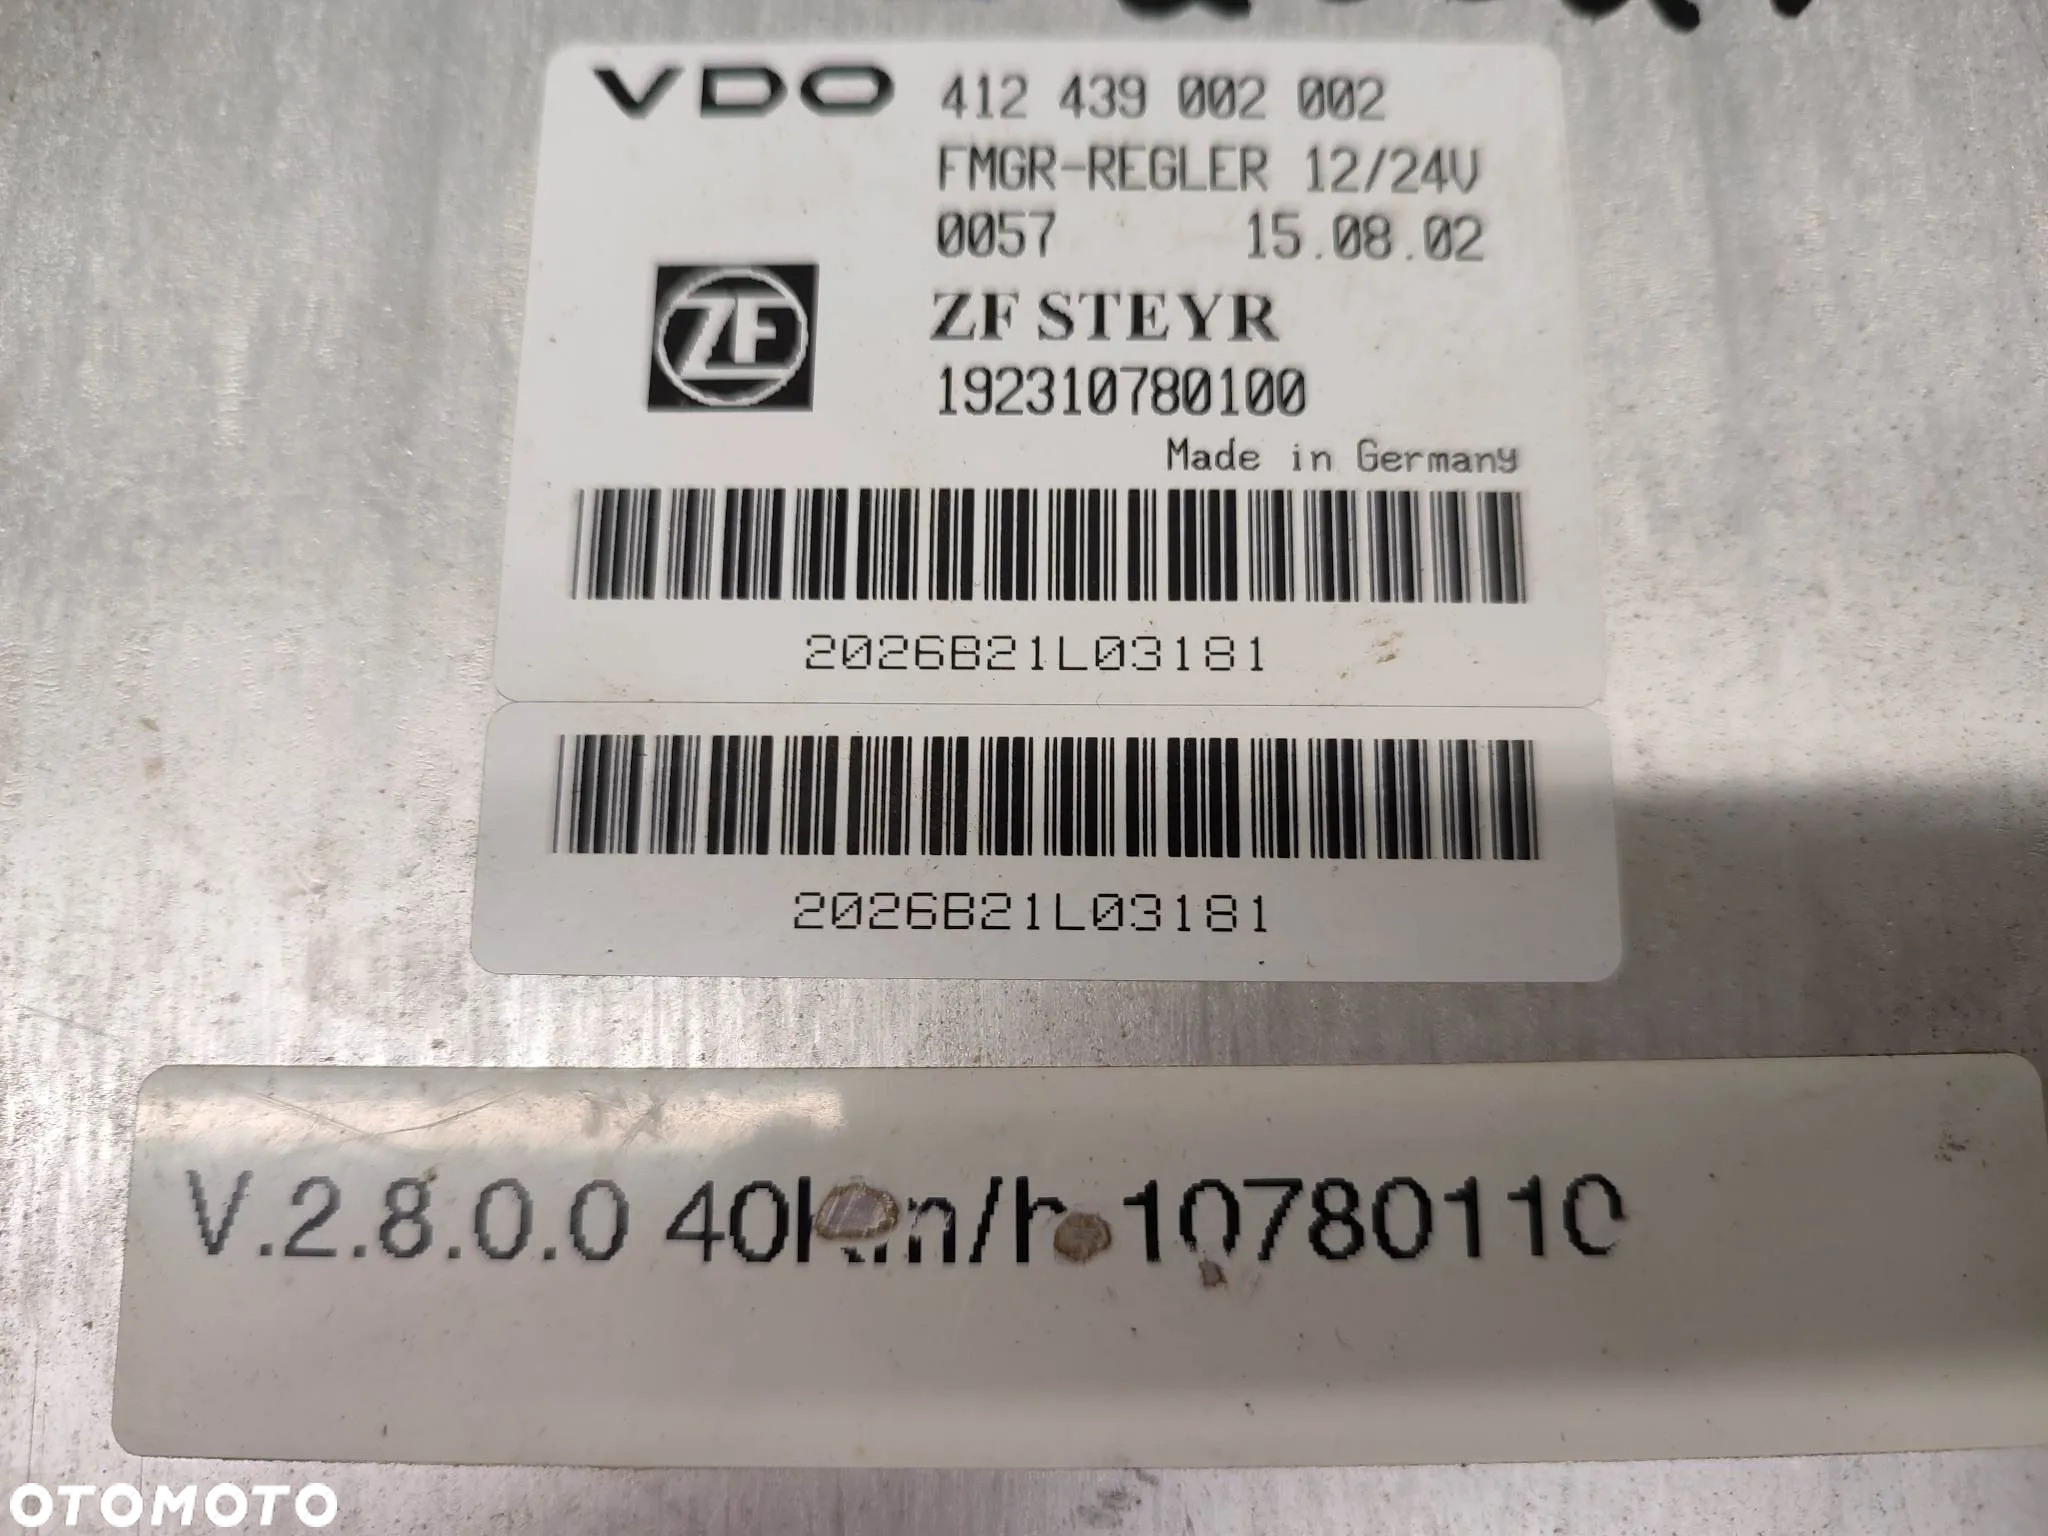 VDO 412 439 002 002
FMGR-REGLER 12/24V
0057 15.08.02
ZF
ZF STEYR
192310780100
Made in Germany
2026B21L03181
2026B21L03181
V.2.8.0.0 40Km/h 10780110
OTOMOTO